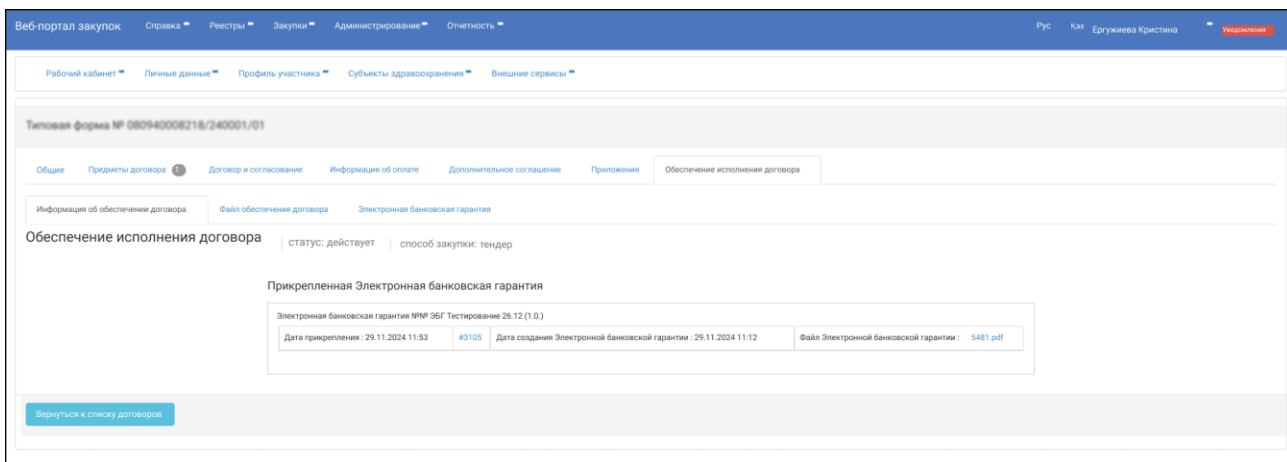 Веб-портал закупок Справка Реестры Закупки Администрирование Отчетность Рус Қаз Ергужиева Кристина Уведомления
Рабочий кабинет Личные данные Профиль участника Субъекты здравоохранения Внешние сервисы
Типовая форма № 080940008218/240001/01
Общие Предметы договора 1 Договор и согласование Информация об оплате Дополнительное соглашение Приложения Обеспечение исполнения договора
Информация об обеспечении договора Файл обеспечения договора Электронная банковская гарантия
Обеспечение исполнения договора статус: действует способ закупки: тендер
Прикрепленная Электронная банковская гарантия
Электронная банковская гарантия №№ ЭБГ Тестирование 26.12 (1.0.)
Дата прикрепления : 29.11.2024 11:53 #3105 Дата создания Электронной банковской гарантии : 29.11.2024 11:12 Файл Электронной банковской гарантии : 5481.pdf
Вернуться к списку договоров